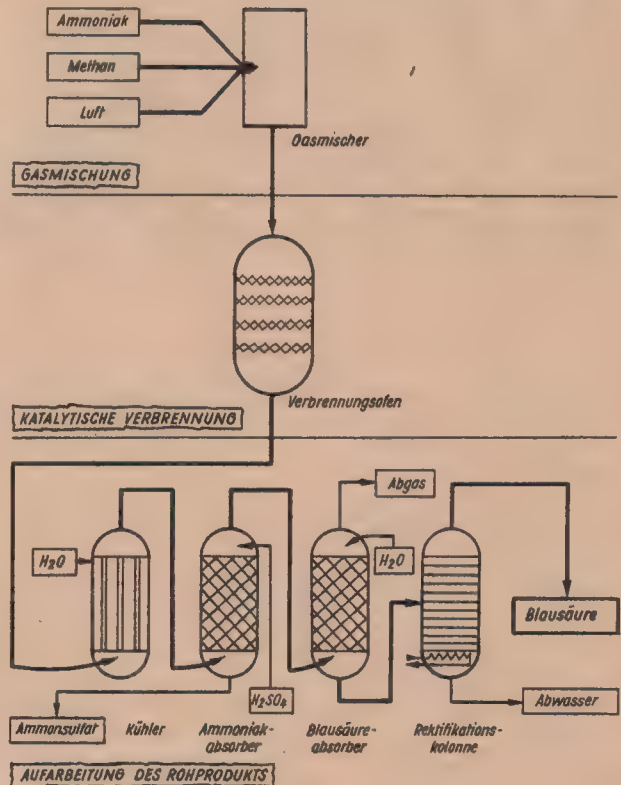 Ammoniak
Methan
Luft
Gasmischer
GASMISCHUNG
Verbrennungsofen
KATALYTISCHE VERBRENNUNG
Abgas
H2O
H2O
Blausäure
H2SO4
Abwasser
Ammonsulfat
Kühler
Ammoniak-
absorber
Blausäure-
absorber
Rektifikations-
kolonne
AUFARBEITUNG DES ROHPRODUKTS